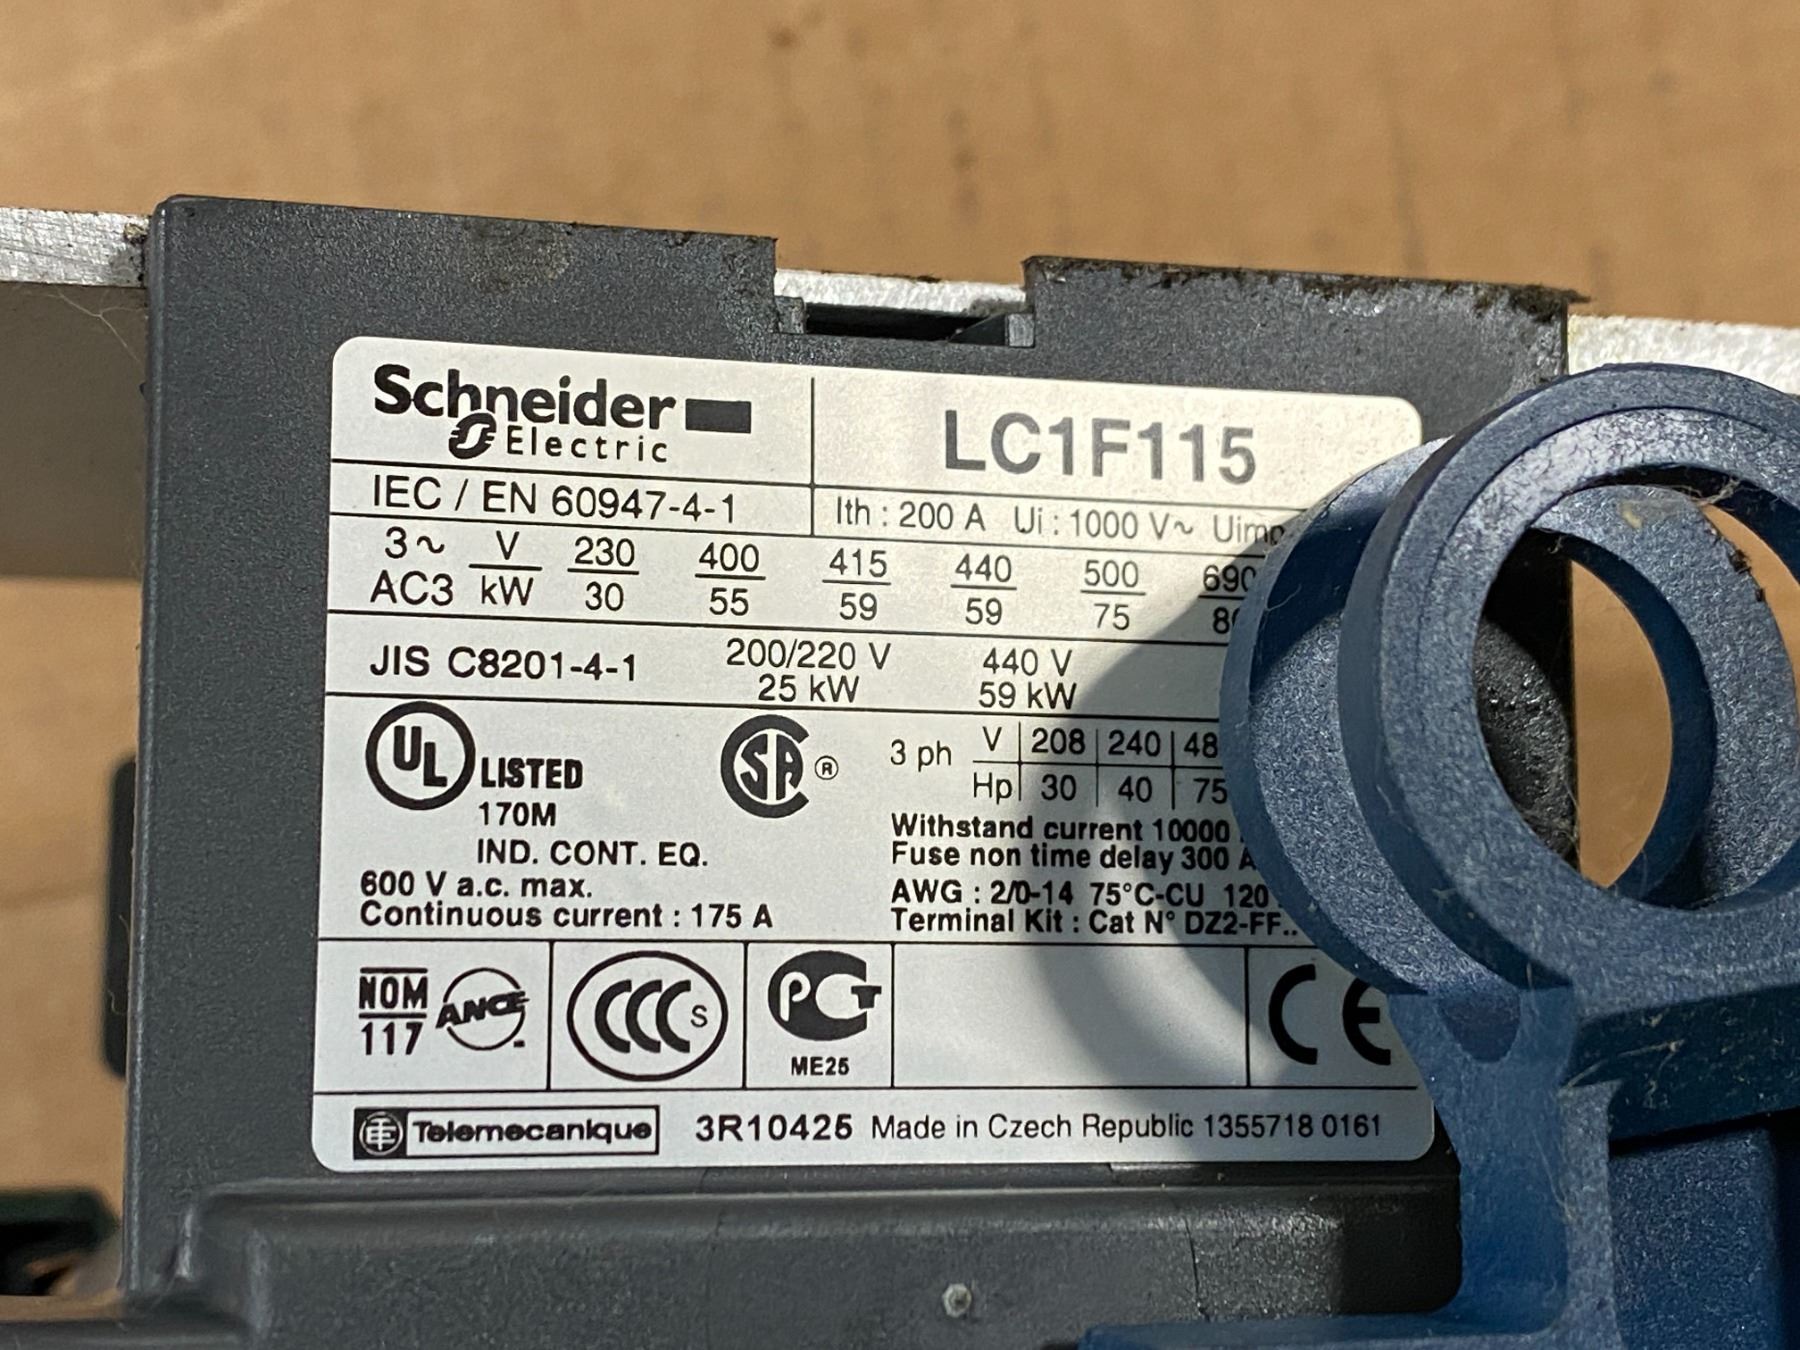 Schneider
Electric
LC1F115
IEC / EN 60947-4-1
Ith : 200 A Ui : 1000 V~
3~ V 230 400 415 440 500
AC3 kW 30 55 59 59 75
JIS C8201-4-1
200/220 V 440 V
25 kW 59 kW
UL LISTED
170M
IND. CONT. EQ.
600 V a.c. max.
Continuous current : 175 A
SA ®
3 ph V 208 240
Hp 30 40 75
Withstand current 10000
Fuse non time delay 300 A
AWG : 2/0-14 75°C-CU 120
Terminal Kit : Cat N° DZ2-FF..
NOM
117
ANCE
CCC S
PCT
ME25
CE
Telemecanique 3R10425 Made in Czech Republic 1355718 0161